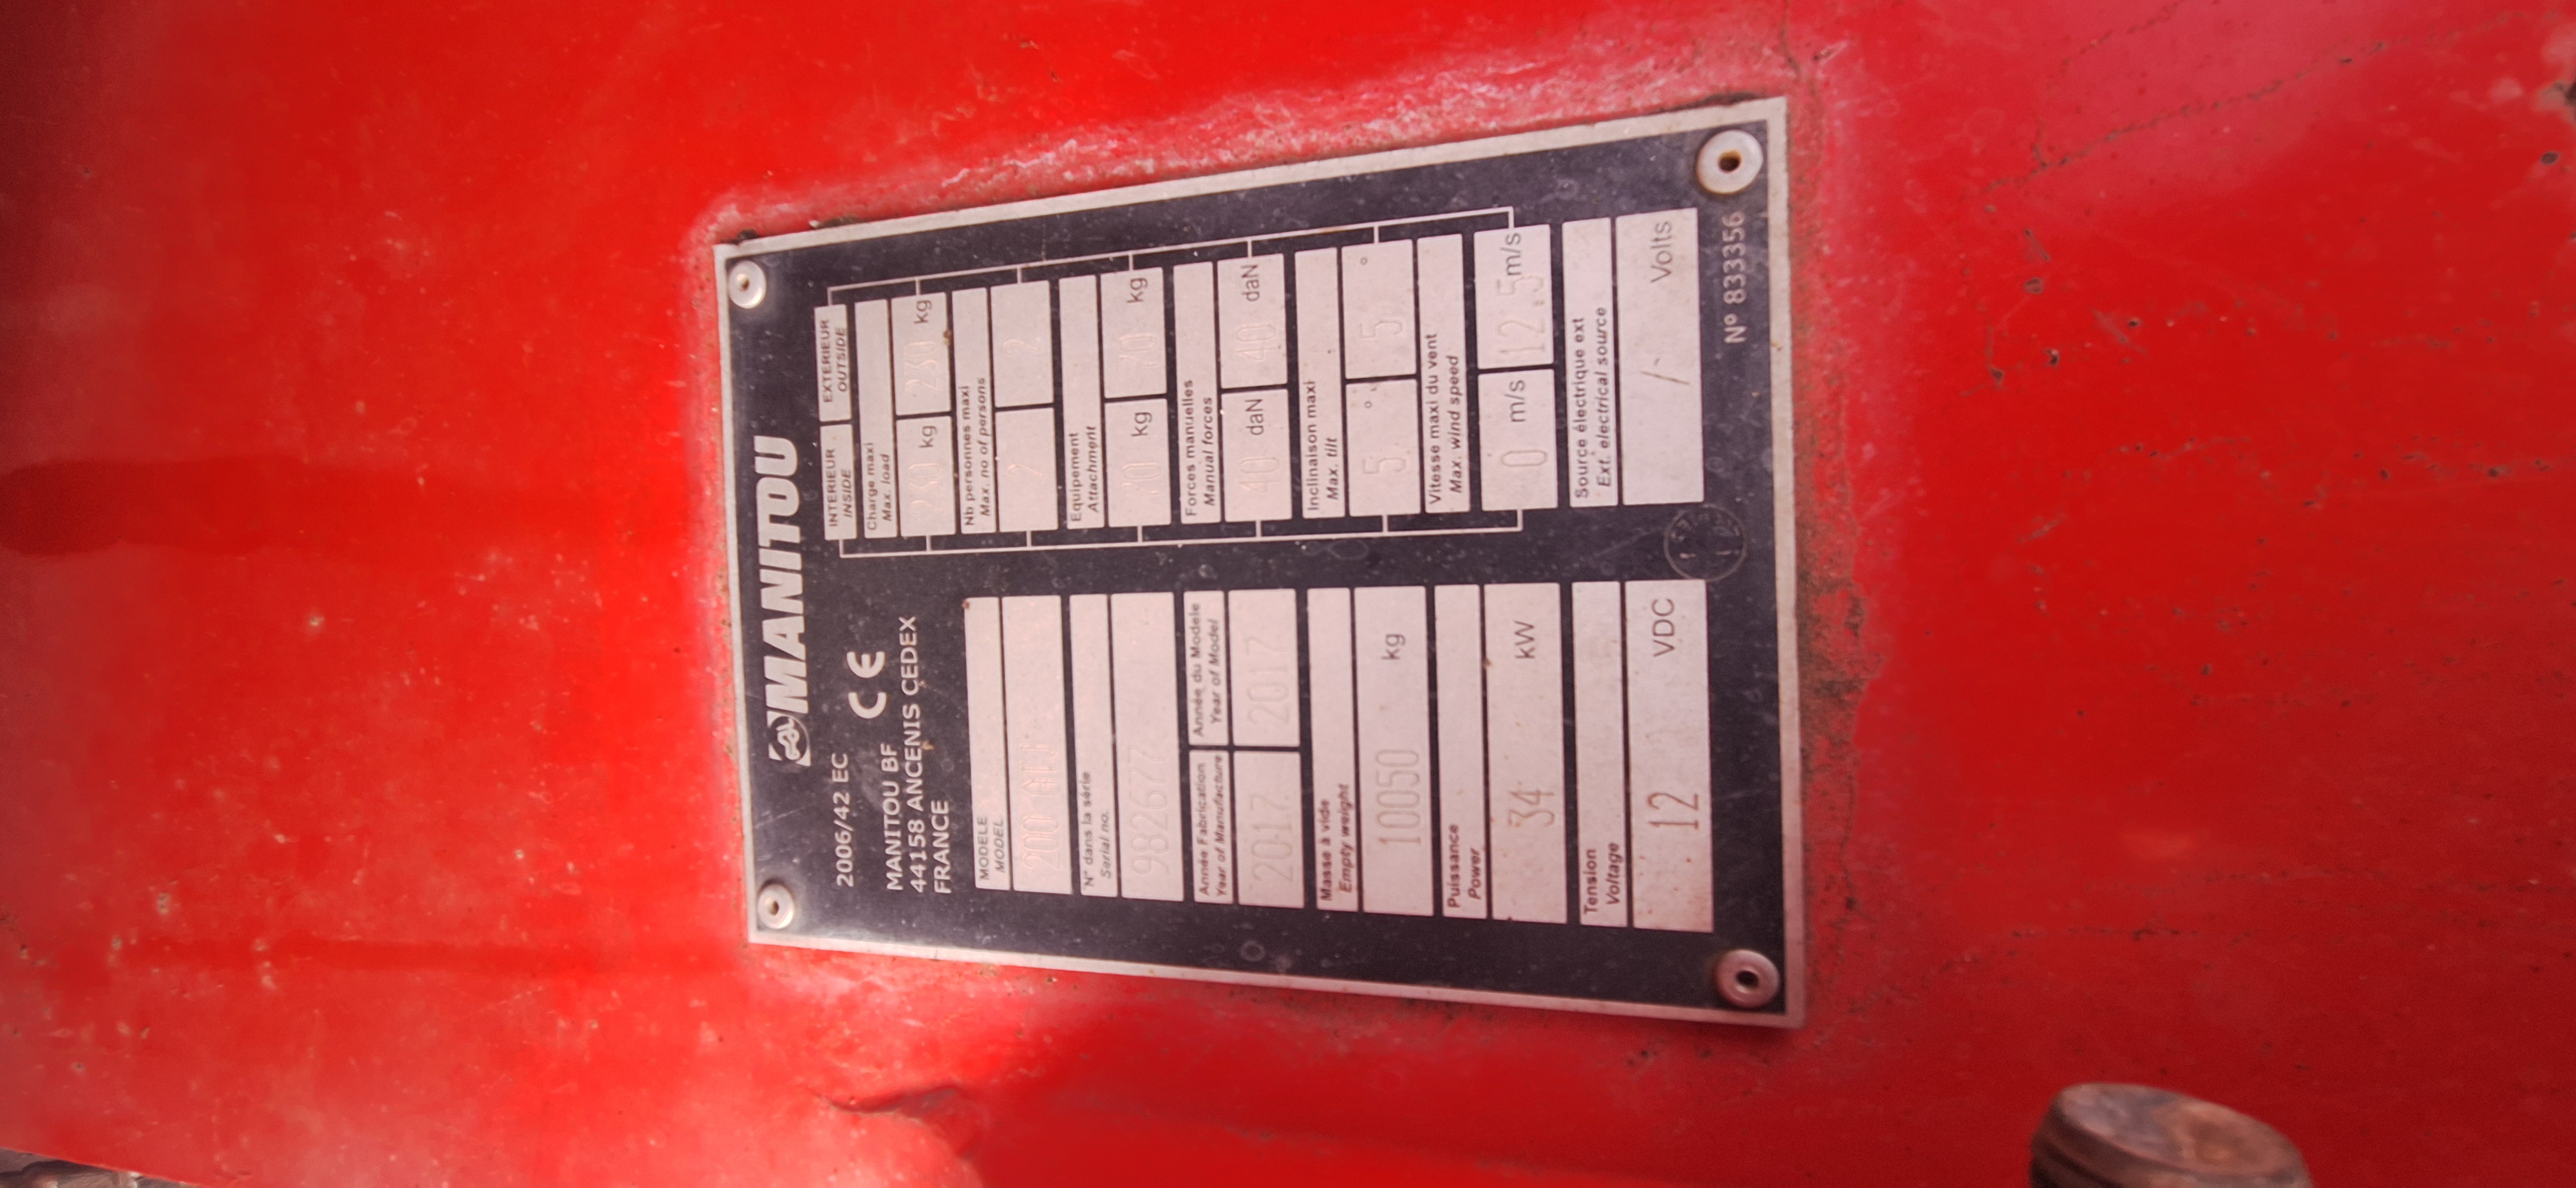 MANITOU
2006/42 EC
CE
MANITOU BF
44158 ANCENIS CEDEX
FRANCE
MODELE
MODEL
200 ATJ
N° dans la série
Serial no.
982677
Année Fabrication Année du Modele
Year of Manufacture Year of Model
2017 2017
Masse à vide
Empty weight
10050 kg
Puissance
Power
34 kW
Tension
Voltage
12 VDC
INTERIEUR EXTERIEUR
INSIDE OUTSIDE
Charge maxi
Max. load
230 kg 230 kg
Nb personnes maxi
Max. no of persons
2 2
Equipement
Attachment
kg kg
Forces manuelles
Manual forces
40 daN 40 daN
Inclinaison maxi
Max. tilt
5 ° 5 °
Vitesse maxi du vent
Max. wind speed
0 m/s 12.5 m/s
Source électrique ext
Ext. electrical source
/ Volts
N° 833356